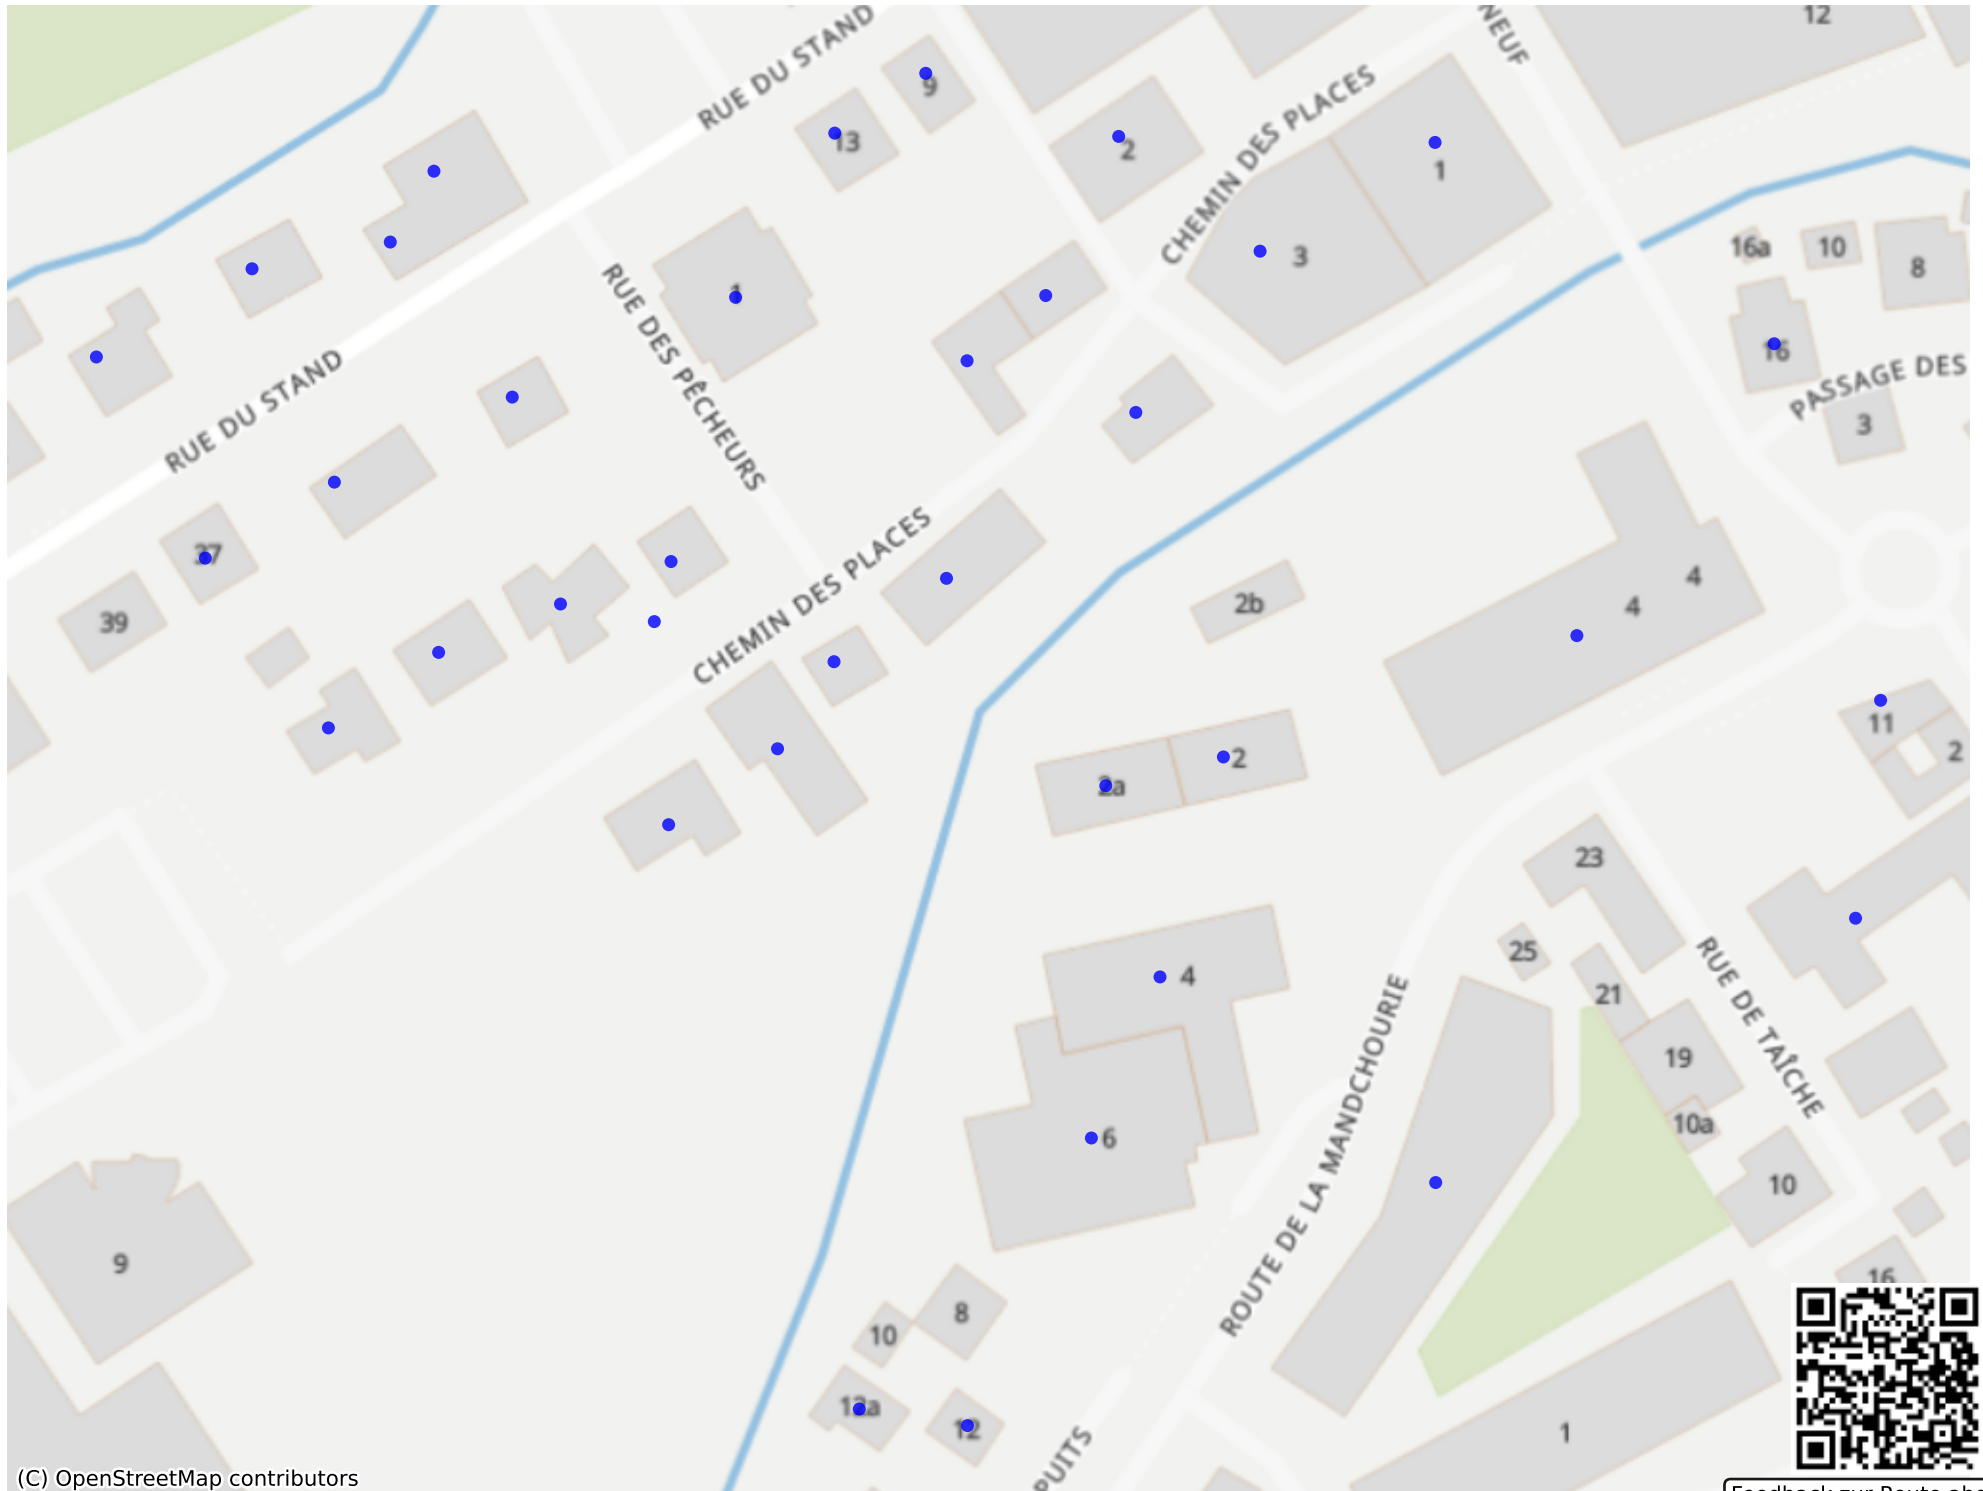 12
NEUF
RUE DU STAND
9
13
CHEMIN DES PLACES
2
1
3
16a
10
8
1
RUE DES PÊCHEURS
16
PASSAGE DES
3
RUE DU STAND
37
39
CHEMIN DES PLACES
2b
4
4
11
2
2
2a
23
25
21
RUE DE TAÎCHE
4
19
10a
6
ROUTE DE LA MANDCHOURIE
10
9
16
8
10
12a
12
1
PUITS
(C) OpenStreetMap contributors